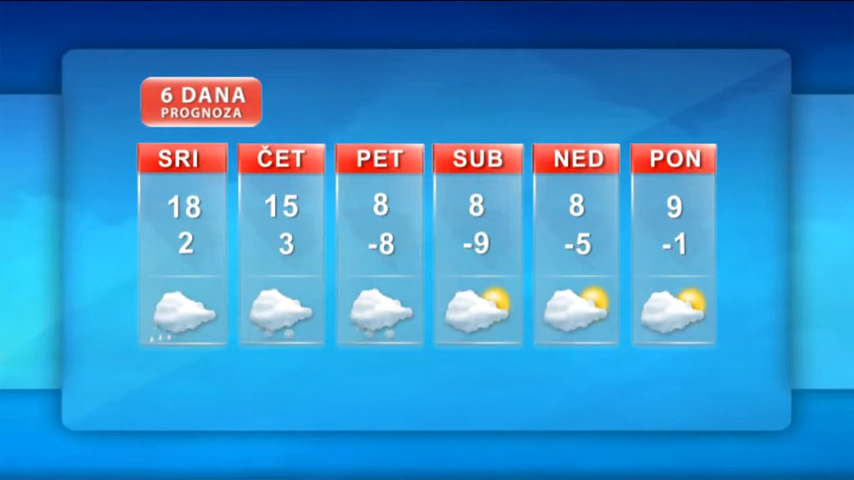 6 DANA
PROGNOZA
SRI ČET PET SUB NED PON
18 15 8 8 8 9
2 3 -8 -9 -5 -1